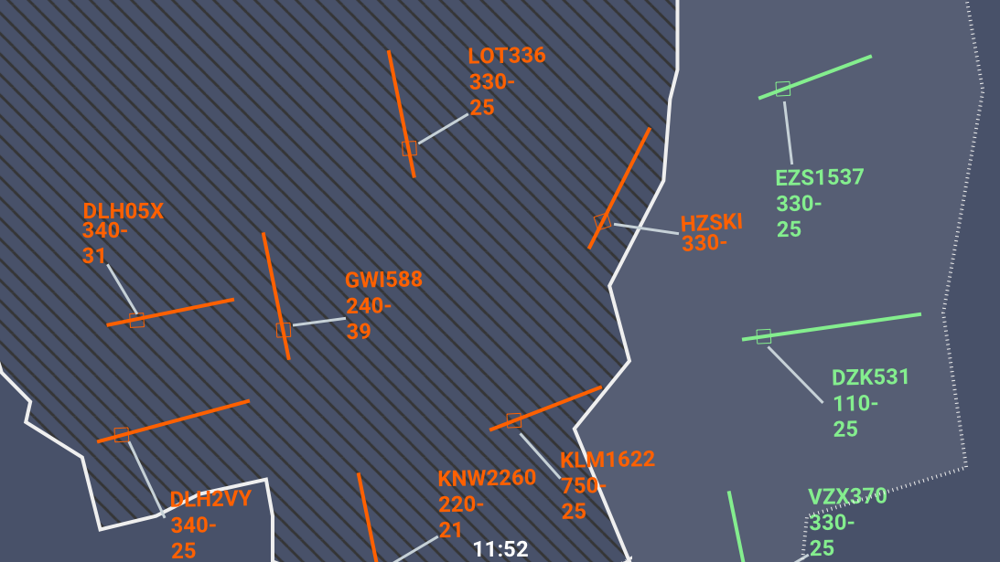 LOT336
330-
25
EZS1537
330-
25
DLH05X
340-
31
HZSKI
330-
GWI588
240-
39
DZK531
110-
25
KLM1622
750-
25
KNW2260
220-
21
DLH2VY
340-
25
VZX370
330-
25
11:52